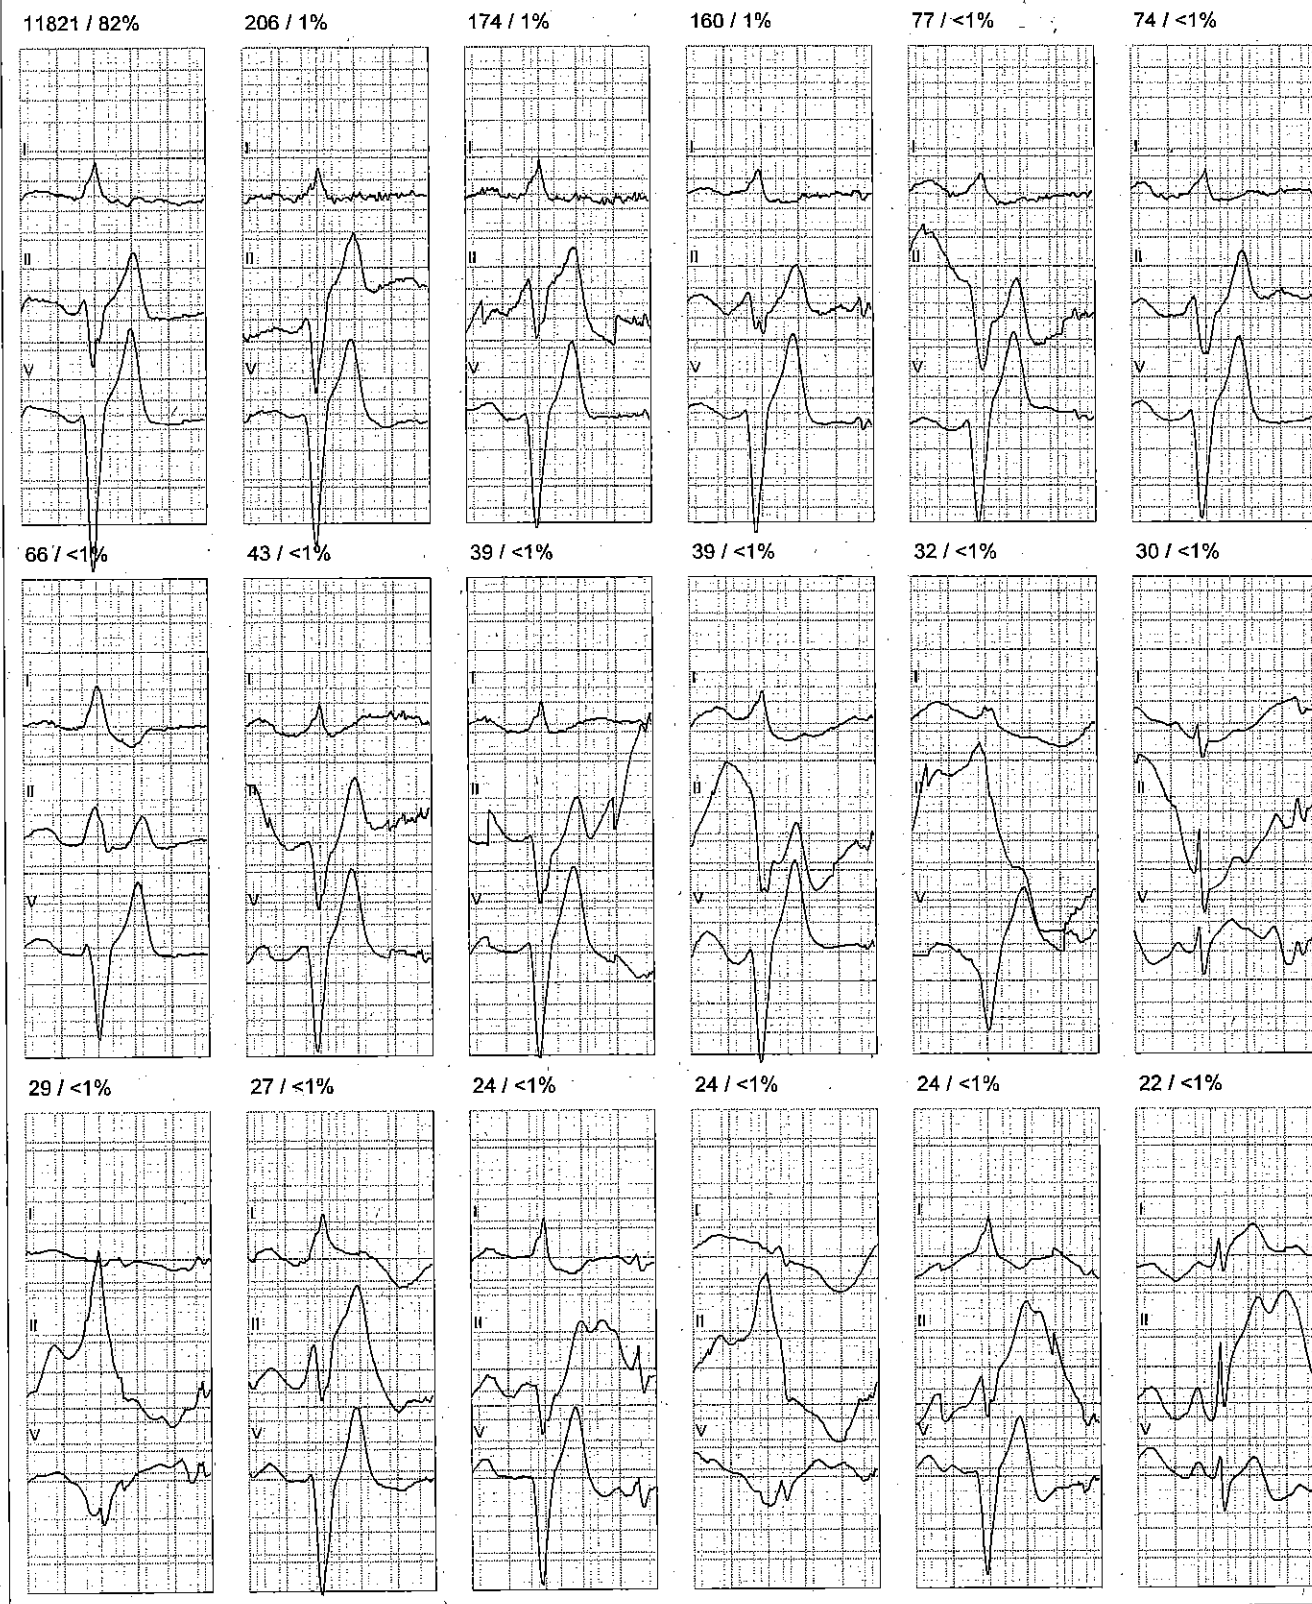 11821 / 82% 206 / 1% 174 / 1% 160 / 1% 77 / <1% 74 / <1%
I I I I I I
II II II II II II
V V V V V V
66 / <1% 43 / <1% 39 / <1% 39 / <1% 32 / <1% 30 / <1%
I I I I I I
II II II II II II
V V V V V V
29 / <1% 27 / <1% 24 / <1% 24 / <1% 24 / <1% 22 / <1%
I I I I I I
II II II II II II
V V V V V V